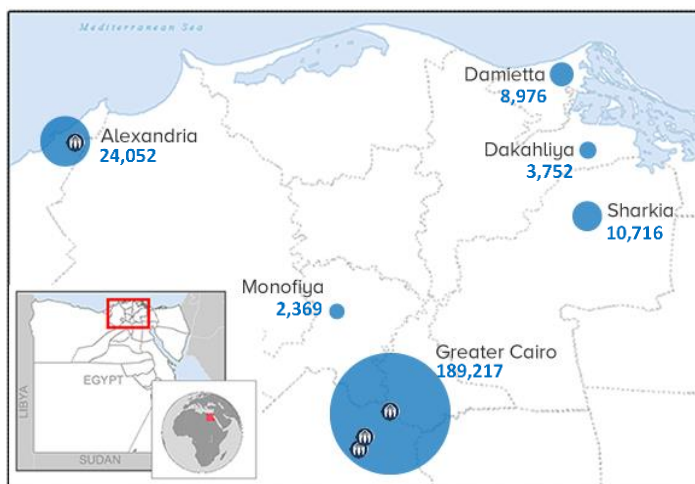 Mediterranean Sea
Damietta
8,976
Alexandria
24,052
Dakahliya
3,752
Sharkia
10,716
Monofiya
2,369
Greater Cairo
189,217
LIBYA
EGYPT
SUDAN